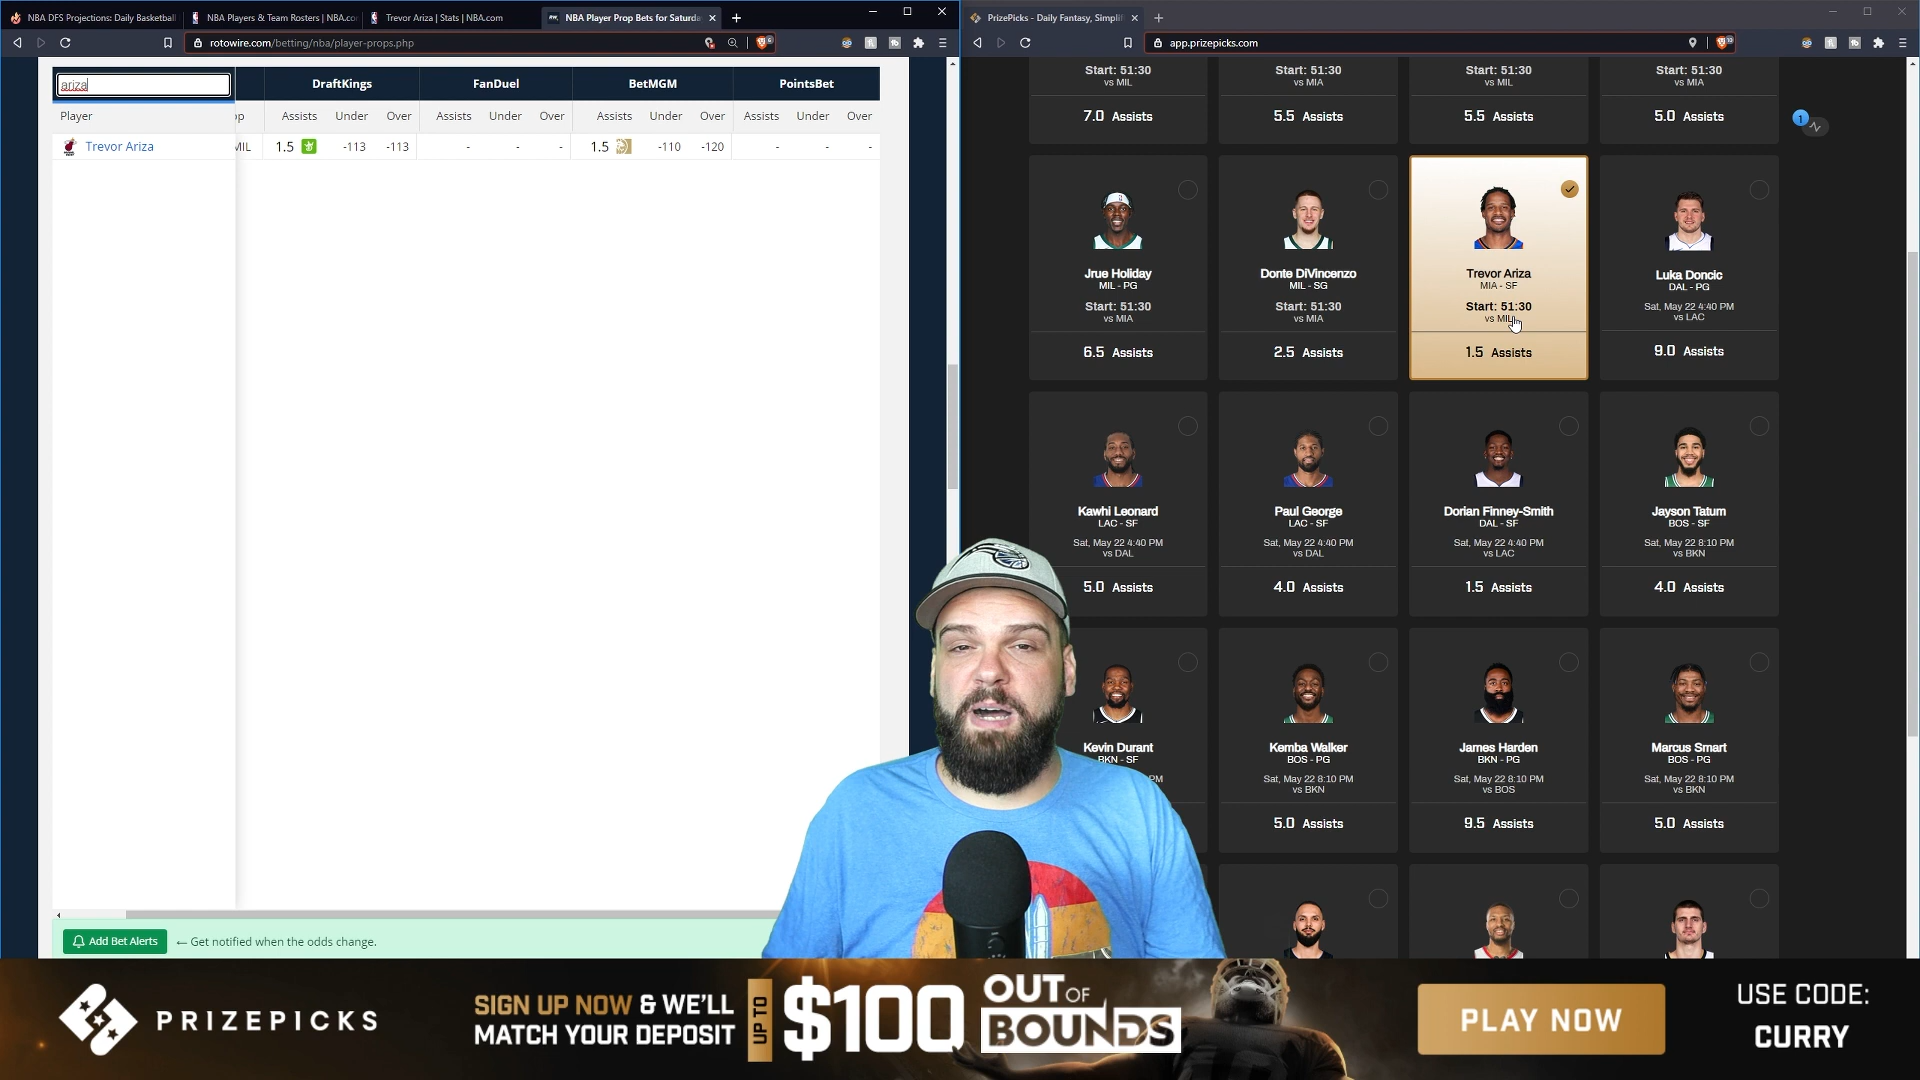 NBA DFS Projections: Daily Basketball
NBA Players & Team Rosters | NBA.co
Trevor Ariza | Stats | NBA.com
NBA Player Prop Bets for Saturda
rotowire.com/betting/nba/player-props.php
ariza
DraftKings
FanDuel
BetMGM
PointsBet
Player
op
Assists Under Over
Assists Under Over
Assists Under Over
Assists Under Over
Trevor Ariza
MIL
1.5 -113 -113
- - -
1.5 -110 -120
- - -
Add Bet Alerts
← Get notified when the odds change.
PrizePicks - Daily Fantasy, Simplif
app.prizepicks.com
Start: 51:30
vs MIL
7.0 Assists
Start: 51:30
vs MIA
5.5 Assists
Start: 51:30
vs MIL
5.5 Assists
Start: 51:30
vs MIA
5.0 Assists
1
Jrue Holiday
MIL - PG
Start: 51:30
vs MIA
6.5 Assists
Donte DiVincenzo
MIL - SG
Start: 51:30
vs MIA
2.5 Assists
Trevor Ariza
MIA - SF
Start: 51:30
vs MIL
1.5 Assists
Luka Doncic
DAL - PG
Sat, May 22 4:40 PM
vs LAC
9.0 Assists
Kawhi Leonard
LAC - SF
Sat, May 22 4:40 PM
vs DAL
5.0 Assists
Paul George
LAC - SF
Sat, May 22 4:40 PM
vs DAL
4.0 Assists
Dorian Finney-Smith
DAL - SF
Sat, May 22 4:40 PM
vs LAC
1.5 Assists
Jayson Tatum
BOS - SF
Sat, May 22 8:10 PM
vs BKN
4.0 Assists
Kevin Durant
BKN - SF
PM
Kemba Walker
BOS - PG
Sat, May 22 8:10 PM
vs BKN
5.0 Assists
James Harden
BKN - PG
Sat, May 22 8:10 PM
vs BOS
9.5 Assists
Marcus Smart
BOS - PG
Sat, May 22 8:10 PM
vs BKN
5.0 Assists
PRIZEPICKS
SIGN UP NOW & WE'LL
MATCH YOUR DEPOSIT
UP TO
$100
OUT OF
BOUNDS
PLAY NOW
USE CODE:
CURRY